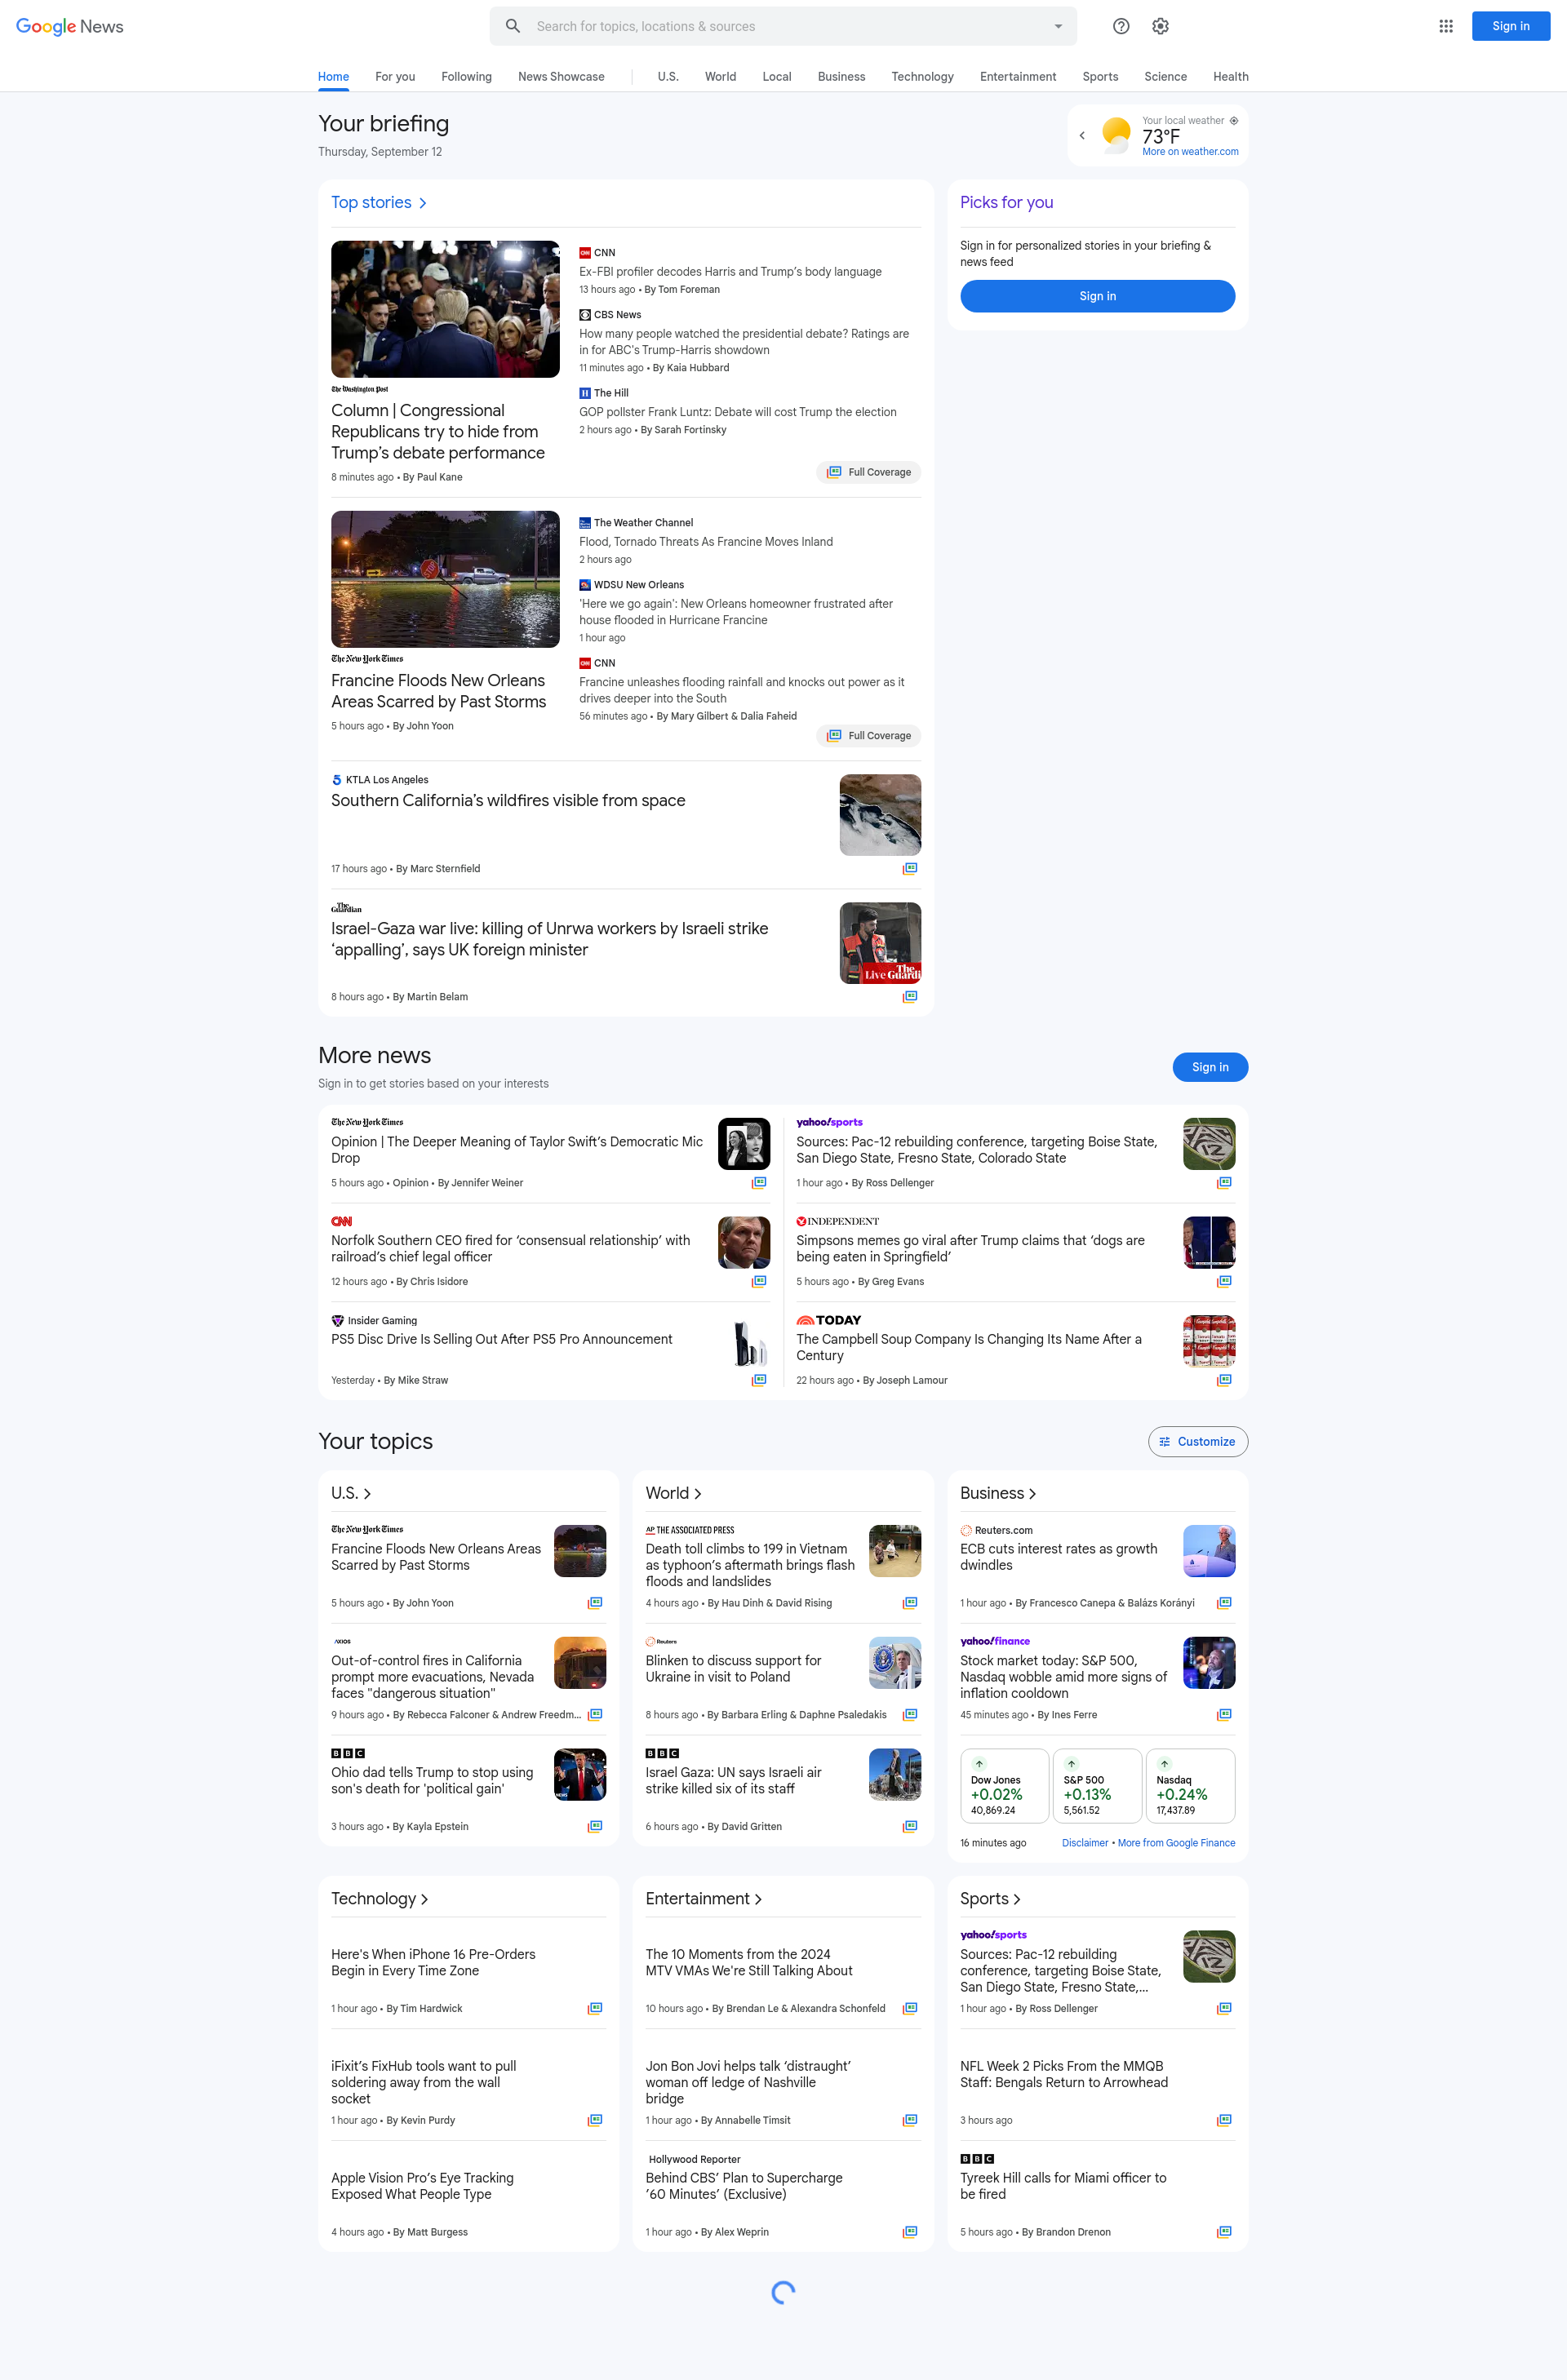 Google News
Search for topics, locations & sources
Sign in
Home
For you
Following
News Showcase
U.S.
World
Local
Business
Technology
Entertainment
Sports
Science
Health
Your briefing
Thursday, September 12
Your local weather
73°F
More on weather.com
Top stories
The Washington Post
Column | Congressional
Republicans try to hide from
Trump’s debate performance
8 minutes ago • By Paul Kane
CNN
Ex-FBI profiler decodes Harris and Trump’s body language
13 hours ago • By Tom Foreman
CBS News
How many people watched the presidential debate? Ratings are
in for ABC's Trump-Harris showdown
11 minutes ago • By Kaia Hubbard
The Hill
GOP pollster Frank Luntz: Debate will cost Trump the election
2 hours ago • By Sarah Fortinsky
Full Coverage
STOP
The New York Times
Francine Floods New Orleans
Areas Scarred by Past Storms
5 hours ago • By John Yoon
The Weather Channel
Flood, Tornado Threats As Francine Moves Inland
2 hours ago
WDSU New Orleans
'Here we go again': New Orleans homeowner frustrated after
house flooded in Hurricane Francine
1 hour ago
CNN
Francine unleashes flooding rainfall and knocks out power as it
drives deeper into the South
56 minutes ago • By Mary Gilbert & Dalia Faheid
Full Coverage
KTLA Los Angeles
Southern California’s wildfires visible from space
17 hours ago • By Marc Sternfield
The Guardian
Israel-Gaza war live: killing of Unrwa workers by Israeli strike
‘appalling’, says UK foreign minister
8 hours ago • By Martin Belam
Live The Guardi
Picks for you
Sign in for personalized stories in your briefing &
news feed
Sign in
More news
Sign in to get stories based on your interests
Sign in
The New York Times
Opinion | The Deeper Meaning of Taylor Swift’s Democratic Mic
Drop
5 hours ago • Opinion • By Jennifer Weiner
CNN
Norfolk Southern CEO fired for ‘consensual relationship’ with
railroad’s chief legal officer
12 hours ago • By Chris Isidore
Insider Gaming
PS5 Disc Drive Is Selling Out After PS5 Pro Announcement
Yesterday • By Mike Straw
yahoo!sports
Sources: Pac-12 rebuilding conference, targeting Boise State,
San Diego State, Fresno State, Colorado State
1 hour ago • By Ross Dellenger
INDEPENDENT
Simpsons memes go viral after Trump claims that ‘dogs are
being eaten in Springfield’
5 hours ago • By Greg Evans
TODAY
The Campbell Soup Company Is Changing Its Name After a
Century
22 hours ago • By Joseph Lamour
Your topics
Customize
U.S.
The New York Times
Francine Floods New Orleans Areas
Scarred by Past Storms
5 hours ago • By John Yoon
AXIOS
Out-of-control fires in California
prompt more evacuations, Nevada
faces "dangerous situation"
9 hours ago • By Rebecca Falconer & Andrew Freedm...
BBC
Ohio dad tells Trump to stop using
son's death for 'political gain'
3 hours ago • By Kayla Epstein
World
AP THE ASSOCIATED PRESS
Death toll climbs to 199 in Vietnam
as typhoon’s aftermath brings flash
floods and landslides
4 hours ago • By Hau Dinh & David Rising
Reuters
Blinken to discuss support for
Ukraine in visit to Poland
8 hours ago • By Barbara Erling & Daphne Psaledakis
BBC
Israel Gaza: UN says Israeli air
strike killed six of its staff
6 hours ago • By David Gritten
Business
Reuters.com
ECB cuts interest rates as growth
dwindles
1 hour ago • By Francesco Canepa & Balázs Korányi
yahoo!finance
Stock market today: S&P 500,
Nasdaq wobble amid more signs of
inflation cooldown
45 minutes ago • By Ines Ferre
Dow Jones
+0.02%
40,869.24
S&P 500
+0.13%
5,561.52
Nasdaq
+0.24%
17,437.89
16 minutes ago
Disclaimer • More from Google Finance
Technology
Here's When iPhone 16 Pre-Orders
Begin in Every Time Zone
1 hour ago • By Tim Hardwick
iFixit’s FixHub tools want to pull
soldering away from the wall
socket
1 hour ago • By Kevin Purdy
Apple Vision Pro’s Eye Tracking
Exposed What People Type
4 hours ago • By Matt Burgess
Entertainment
The 10 Moments from the 2024
MTV VMAs We're Still Talking About
10 hours ago • By Brendan Le & Alexandra Schonfeld
Jon Bon Jovi helps talk ‘distraught’
woman off ledge of Nashville
bridge
1 hour ago • By Annabelle Timsit
Hollywood Reporter
Behind CBS’ Plan to Supercharge
’60 Minutes’ (Exclusive)
1 hour ago • By Alex Weprin
Sports
yahoo!sports
Sources: Pac-12 rebuilding
conference, targeting Boise State,
San Diego State, Fresno State,...
1 hour ago • By Ross Dellenger
NFL Week 2 Picks From the MMQB
Staff: Bengals Return to Arrowhead
3 hours ago
BBC
Tyreek Hill calls for Miami officer to
be fired
5 hours ago • By Brandon Drenon